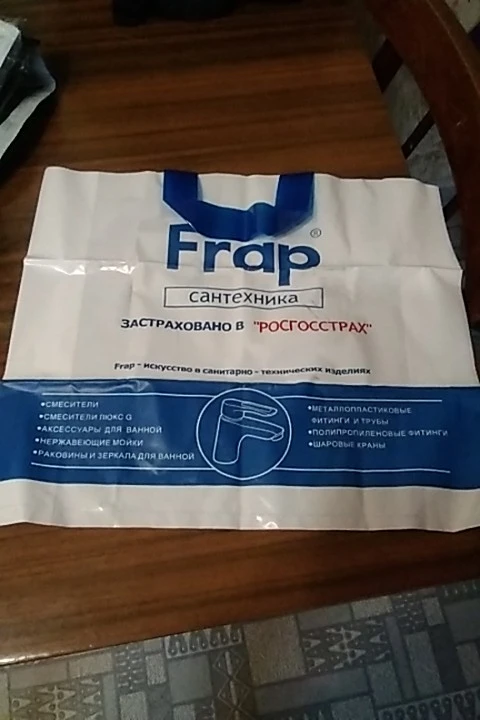 Frap®
сантехника
ЗАСТРАХОВАНО В "РОСГОССТРАХ"
Frap - искусство в санитарно - технических изделиях
•СМЕСИТЕЛИ
•СМЕСИТЕЛИ ЛЮКС G
•АКСЕССУАРЫ ДЛЯ ВАННОЙ
•НЕРЖАВЕЮЩИЕ МОЙКИ
•РАКОВИНЫ И ЗЕРКАЛА ДЛЯ ВАННОЙ
•МЕТАЛЛОПЛАСТИКОВЫЕ
ФИТИНГИ И ТРУБЫ
•ПОЛИПРОПИЛЕНОВЫЕ ФИТИНГИ
•ШАРОВЫЕ КРАНЫ